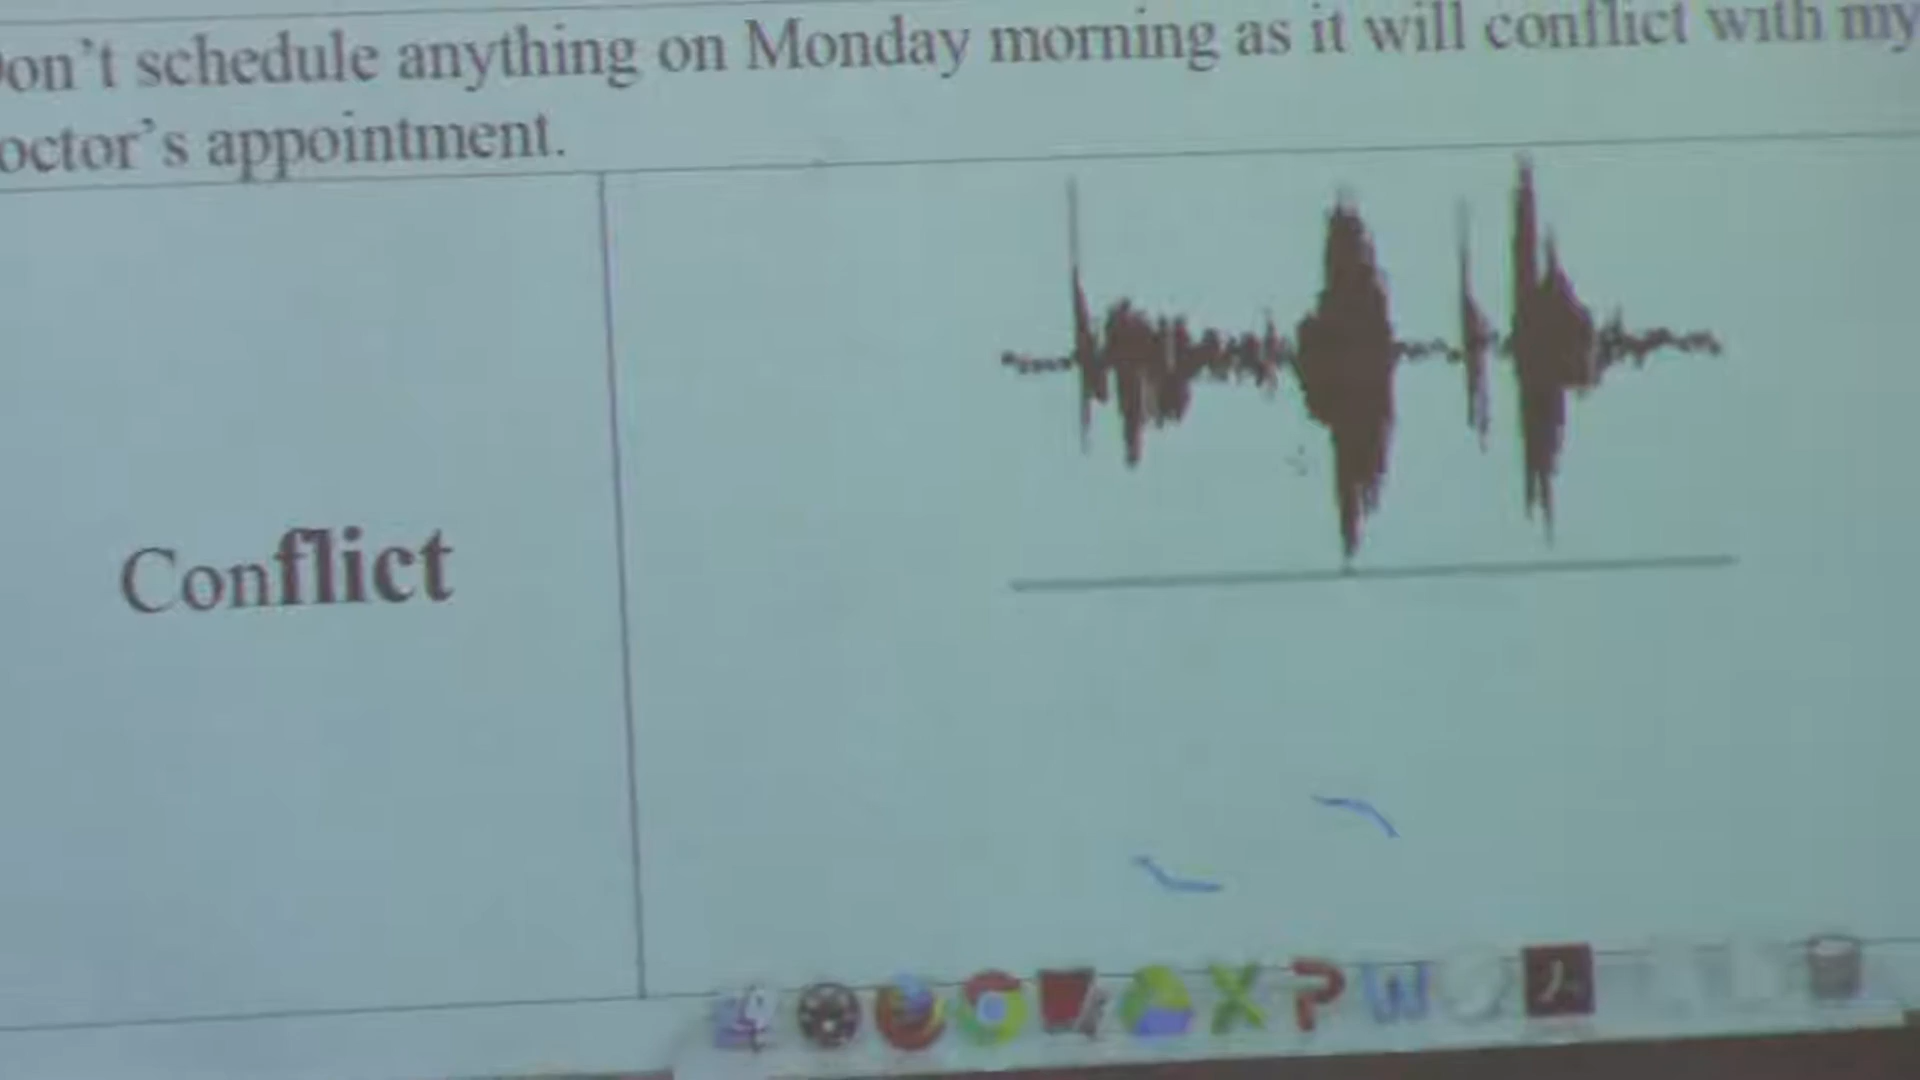 on't schedule anything on Monday morning as it will conflict with my
octor's appointment.
Conflict